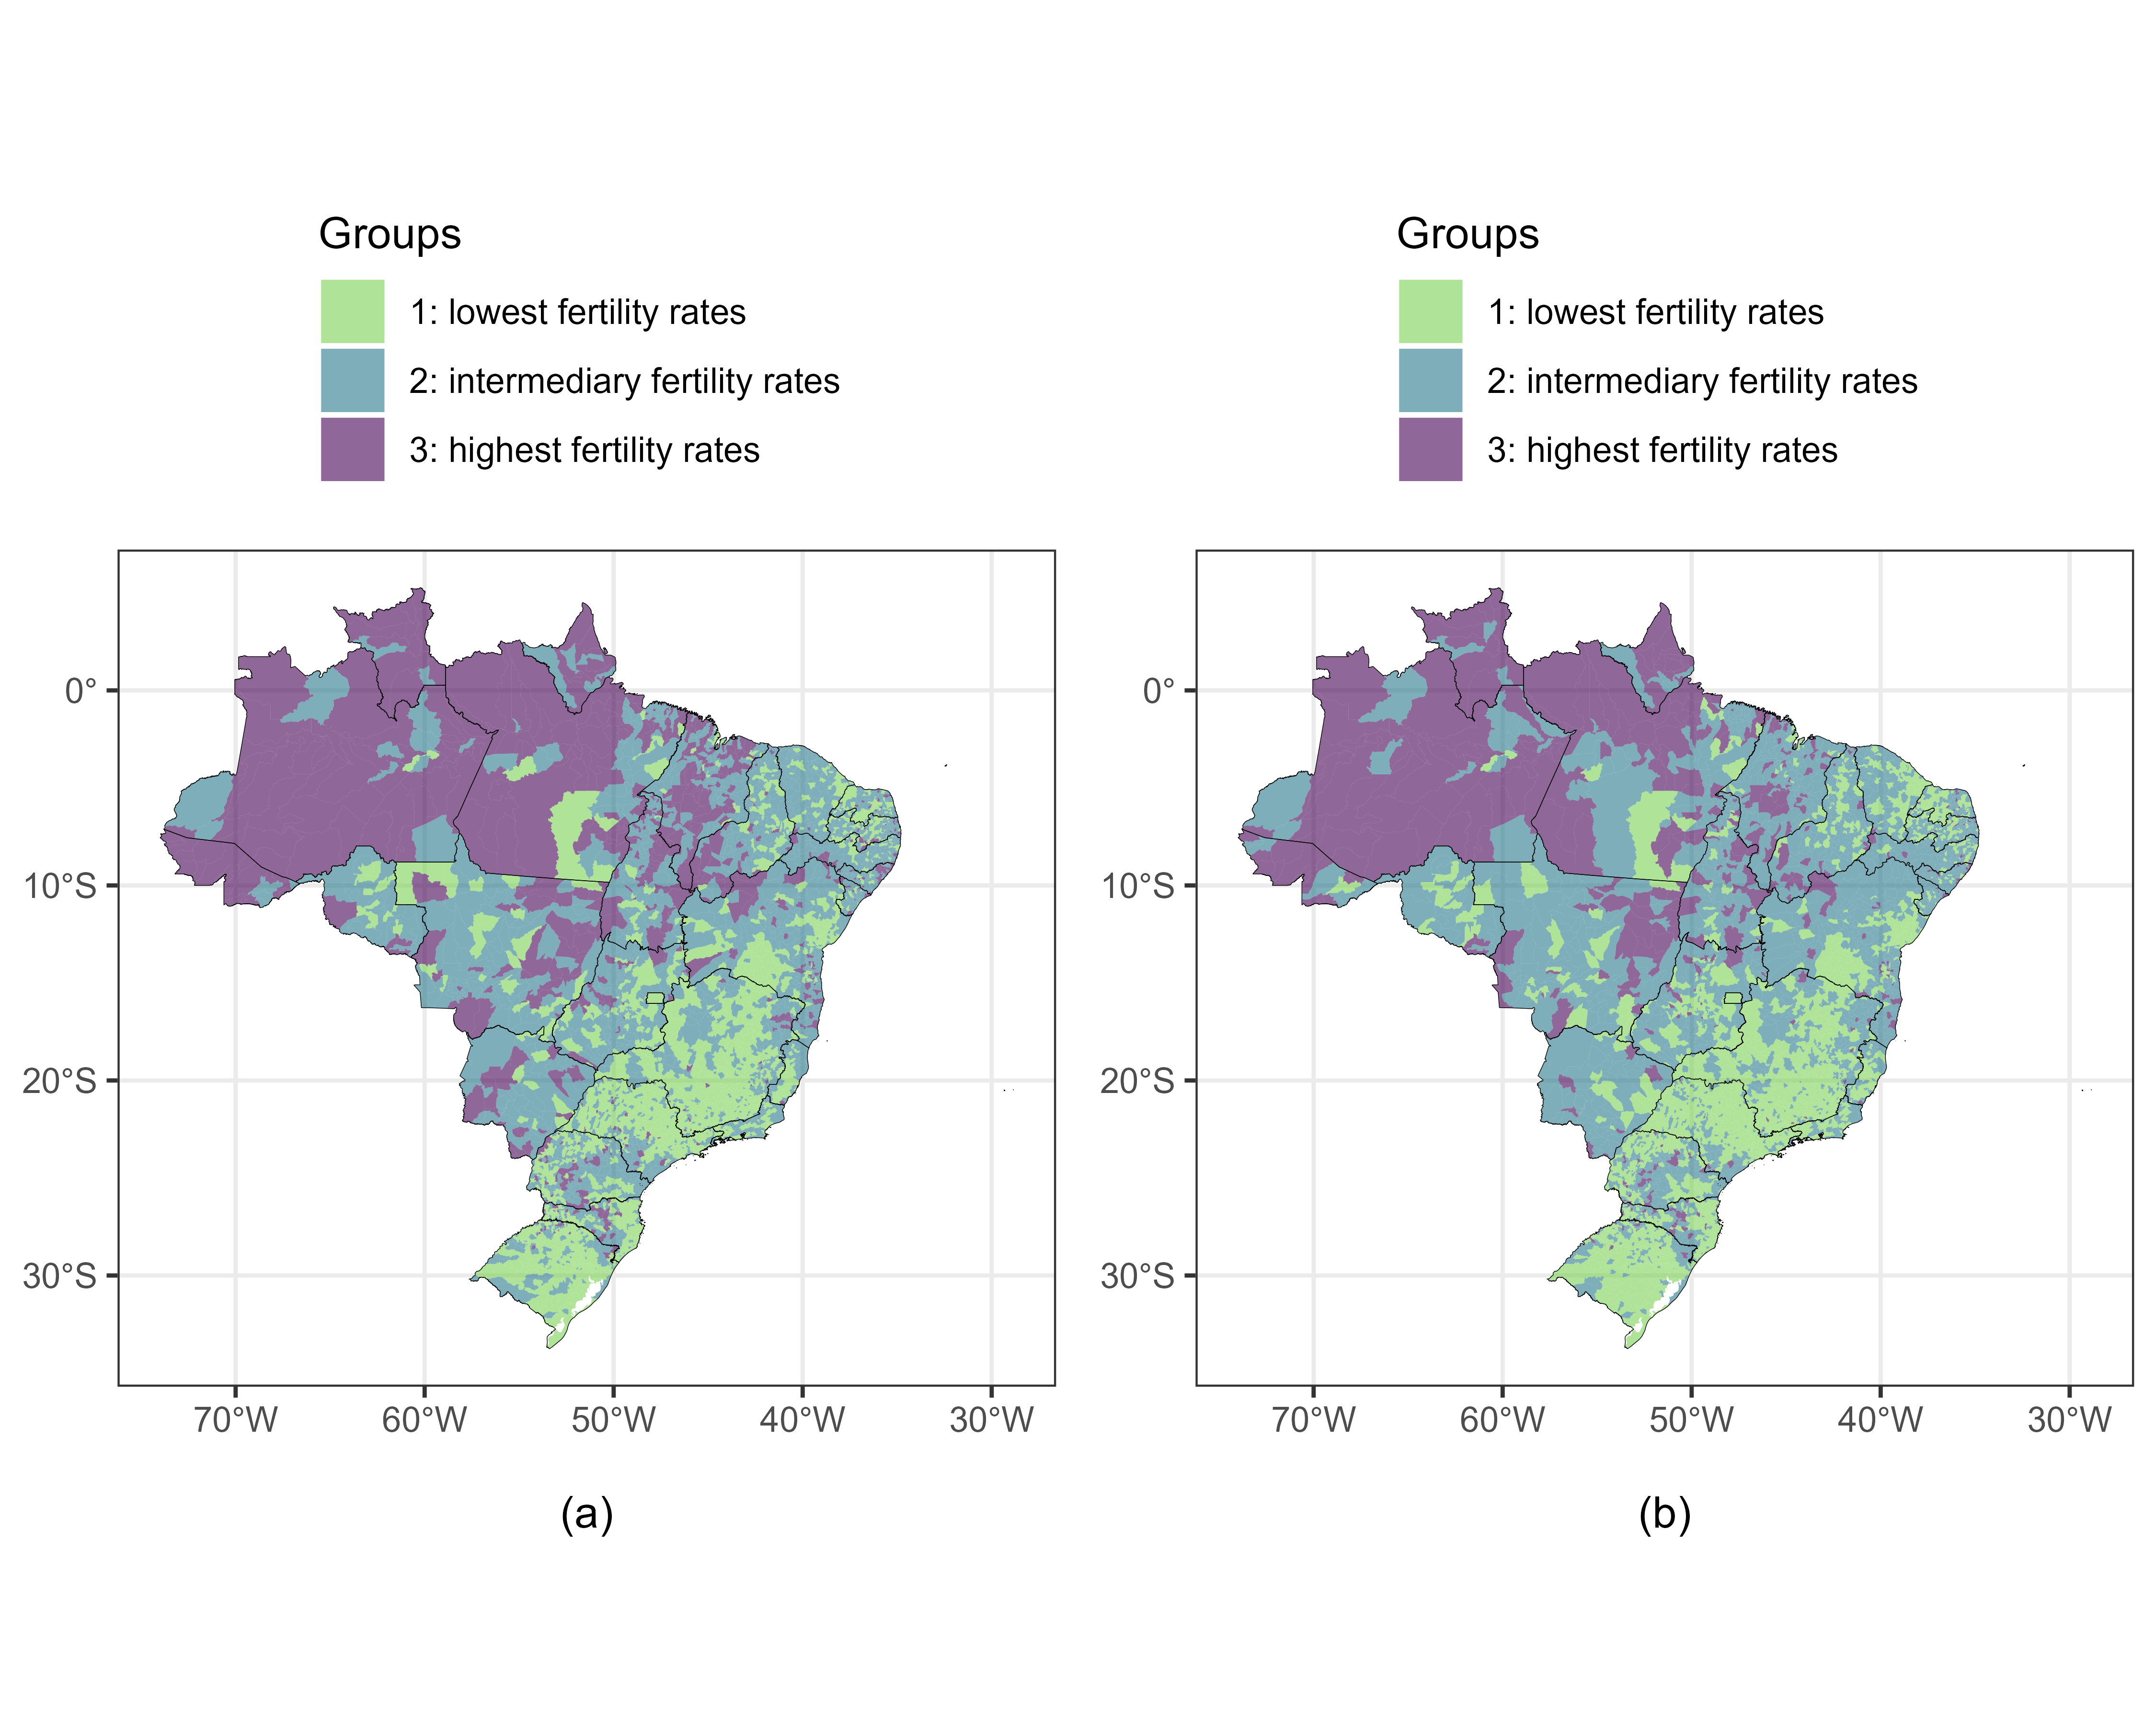 Groups
1: lowest fertility rates
2: intermediary fertility rates
3: highest fertility rates
0°
10°S
20°S
30°S
70°W
60°W
50°W
40°W
30°W
(a)
Groups
1: lowest fertility rates
2: intermediary fertility rates
3: highest fertility rates
0°
10°S
20°S
30°S
70°W
60°W
50°W
40°W
30°W
(b)